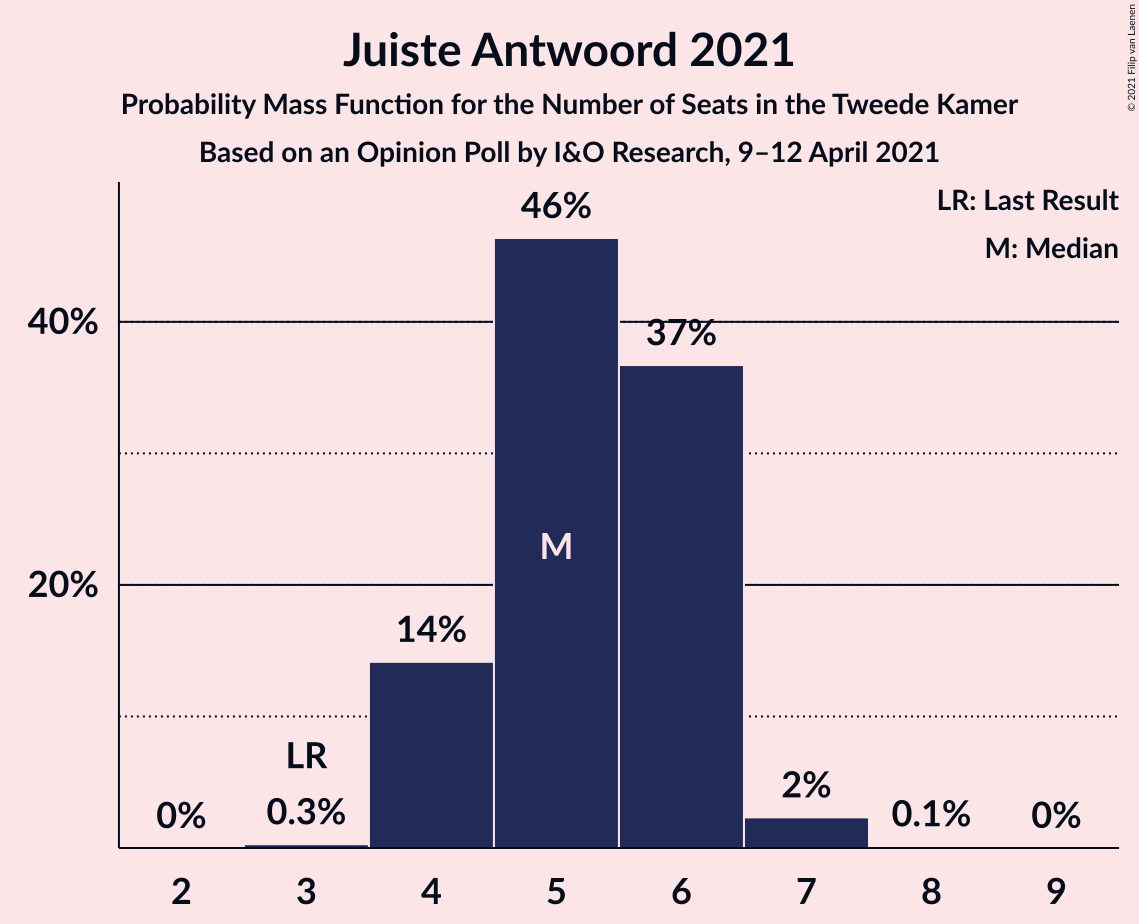 Juiste Antwoord 2021
Probability Mass Function for the Number of Seats in the Tweede Kamer
Based on an Opinion Poll by I&O Research, 9–12 April 2021
© 2021 Filip van Laenen
LR: Last Result
M: Median
46%
40%
37%
M
20%
14%
LR
0%
0.3%
2%
0.1%
0%
2 3 4 5 6 7 8 9